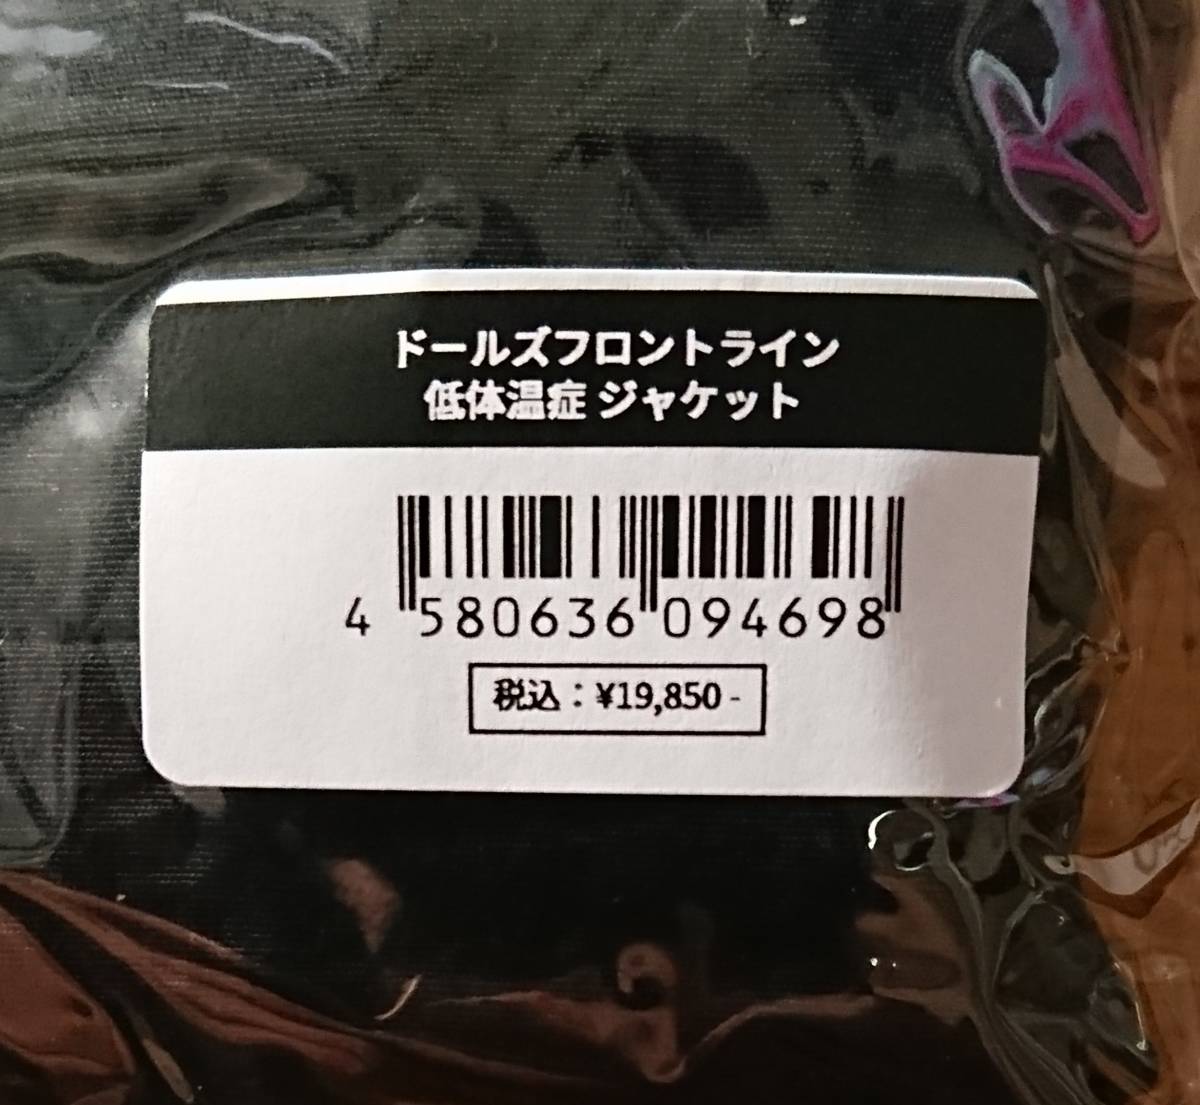 ドールズフロントライン
低体温症 ジャケット
4 580636 094698
税込：¥19,850-